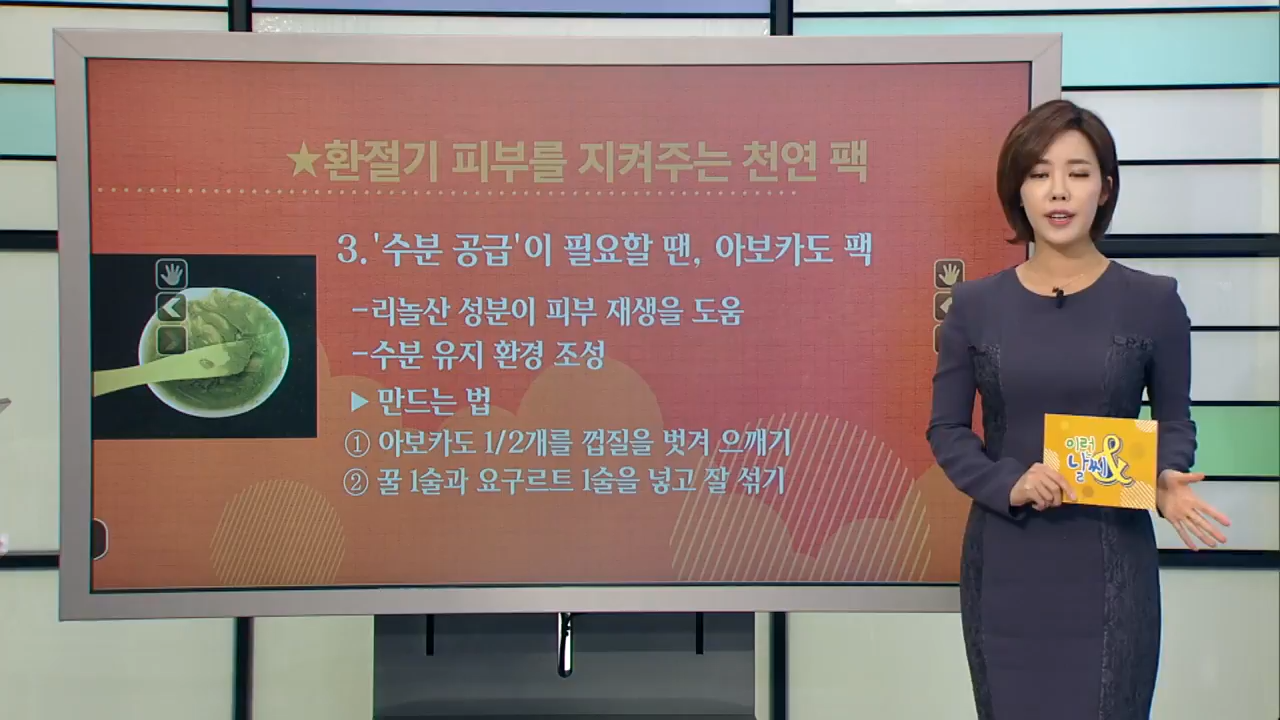 ★환절기 피부를 지켜주는 천연 팩
3. '수분 공급'이 필요할 땐, 아보카도 팩
-리놀산 성분이 피부 재생을 도움
-수분 유지 환경 조성
▶ 만드는 법
① 아보카도 1/2개를 껍질을 벗겨 으깨기
② 꿀 1술과 요구르트 1술을 넣고 잘 섞기
이런
날씨&